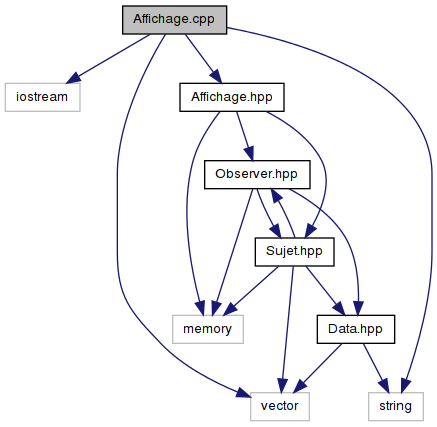 Affichage.cpp
iostream
Affichage.hpp
Observer.hpp
Sujet.hpp
memory
Data.hpp
vector
string